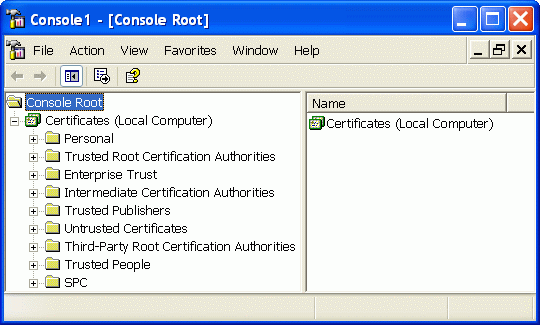 Console1 - [Console Root]
File Action View Favorites Window Help
Console Root
Certificates (Local Computer)
Personal
Trusted Root Certification Authorities
Enterprise Trust
Intermediate Certification Authorities
Trusted Publishers
Untrusted Certificates
Third-Party Root Certification Authorities
Trusted People
SPC
Name
Certificates (Local Computer)